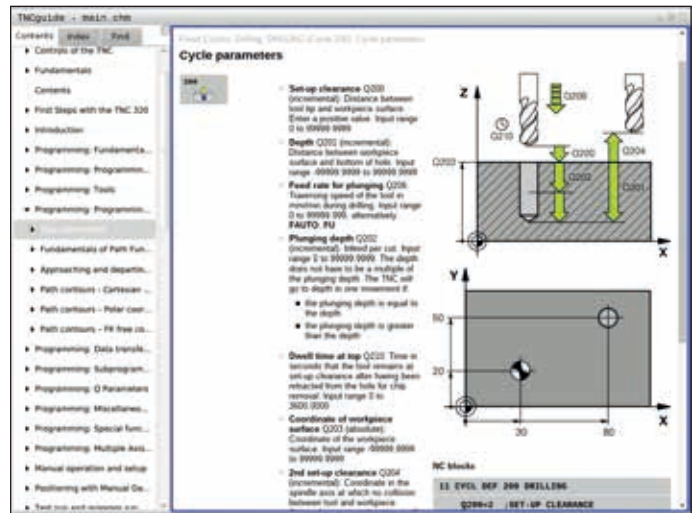 TNCguide - main.chm
Contents Index Find
Controls of the TNC
Fundamentals
Contents
First Steps with the TNC 320
Introduction
Programming: Fundamenta...
Programming: Programmin...
Programming: Tools
Programming: Programmin...
Fundamentals of Path Fun...
Approaching and departin...
Path contours - Cartesian ...
Path contours – Polar coor...
Path contours – FK free co...
Programming: Data transfe...
Programming: Subprogram...
Programming: Q Parameters
Programming: Miscellaneo...
Programming: Special func...
Programming: Multiple Axis...
Manual operation and setup
Positioning with Manual Da...
Test run and program run
Fixed Cycles: Drilling: DRILLING (Cycle 200): Cycle parameters
Cycle parameters
200
Set-up clearance Q200
(incremental): Distance between
tool tip and workpiece surface.
Enter a positive value. Input range
0 to 99999.9999
Depth Q201 (incremental):
Distance between workpiece
surface and bottom of hole. Input
range -99999.9999 to 99999.9999
Feed rate for plunging Q206:
Traversing speed of the tool in
mm/min during drilling. Input range
0 to 99999.999, alternatively
FAUTO, FU
Plunging depth Q202
(incremental): Infeed per cut. Input
range 0 to 99999.9999. The depth
does not have to be a multiple of
the plunging depth. The TNC will
go to depth in one movement if:
the plunging depth is equal to
the depth
the plunging depth is greater
than the depth
Dwell time at top Q210: Time in
seconds that the tool remains at
set-up clearance after having been
retracted from the hole for chip
removal. Input range 0 to
3600.0000
Coordinate of workpiece
surface Q203 (absolute):
Coordinate of the workpiece
surface. Input range -99999.9999
to 99999.9999
2nd set-up clearance Q204
(incremental): Coordinate in the
spindle axis at which no collision
between tool and workpiece
Z
Q206
Q210
Q200
Q204
Q203
Q202
Q201
X
Y
50
20
30
80
X
NC blocks
11 CYCL DEF 200 DRILLING
Q200=2 ;SET-UP CLEARANCE